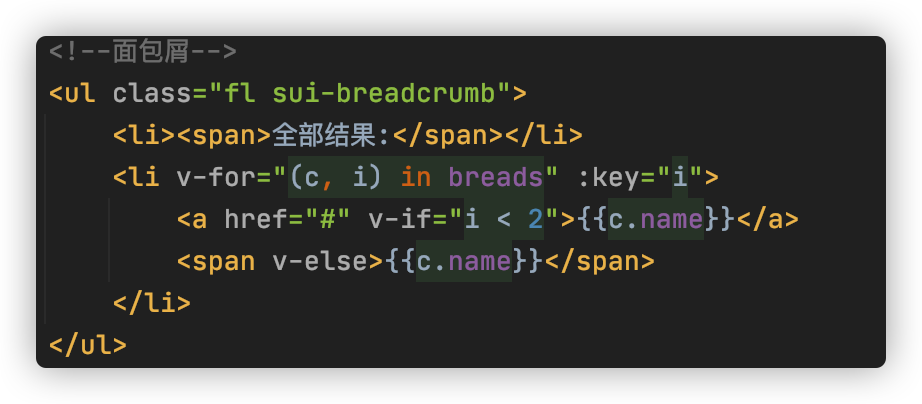 <!--面包屑-->
<ul class="fl sui-breadcrumb">
    <li><span>全部结果:</span></li>
    <li v-for="(c, i) in breads" :key="i">
        <a href="#" v-if="i < 2">{{c.name}}</a>
        <span v-else>{{c.name}}</span>
    </li>
</ul>